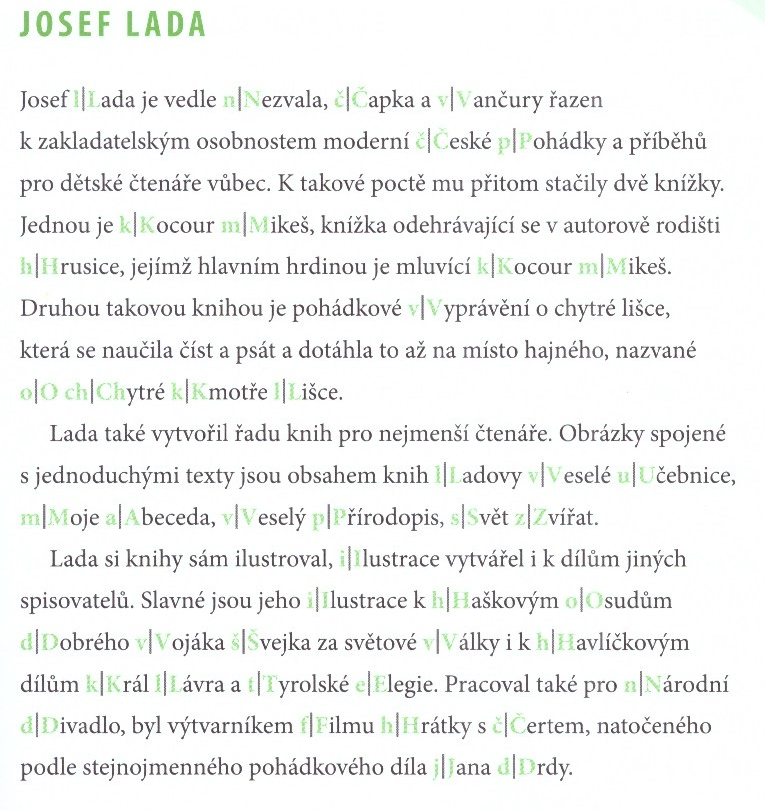 JOSEF LADA
Josef l|Lada je vedle n|Nezvala, č|Čapka a v|Vančury řazen
k zakladatelským osobnostem moderní č|České p|Pohádky a příběhů
pro dětské čtenáře vůbec. K takové poctě mu přitom stačily dvě knížky.
Jednou je k|Kocour m|Mikeš, knížka odehrávající se v autorově rodišti
h|Hrusice, jejímž hlavním hrdinou je mluvící k|Kocour m|Mikeš.
Druhou takovou knihou je pohádkové v|Vyprávění o chytré lišce,
která se naučila číst a psát a dotáhla to až na místo hajného, nazvané
o|O ch|Chytré k|Kmotře l|Lišce.
Lada také vytvořil řadu knih pro nejmenší čtenáře. Obrázky spojené
s jednoduchými texty jsou obsahem knih l|Ladovy v|Veselé u|Učebnice,
m|Moje a|Abeceda, v|Veselý p|Přírodopis, s|Svět z|Zvířat.
Lada si knihy sám ilustroval, i|Ilustrace vytvářel i k dílům jiných
spisovatelů. Slavné jsou jeho i|Ilustrace k h|Haškovým o|Osudům
d|Dobrého v|Vojáka š|Švejka za světové v|Války i k h|Havlíčkovým
dílům k|Král l|Lávra a t|Tyrolské e|Elegie. Pracoval také pro n|Národní
d|Divadlo, byl výtvarníkem f|Filmu h|Hrátky s č|Čertem, natočeného
podle stejnojmenného pohádkového díla j|Jana d|Drdy.